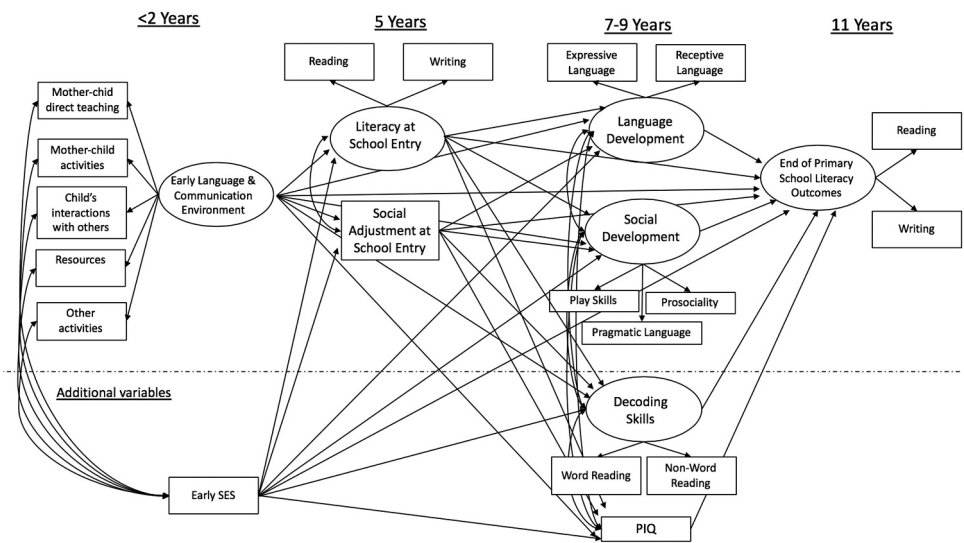 <2 Years
5 Years
7-9 Years
11 Years
Reading
Writing
Expressive
Language
Receptive
Language
Mother-chid
direct teaching
Mother-child
activities
Child's
interactions
with others
Resources
Other
activities
Early Language &
Communication
Environment
Literacy at
School Entry
Social
Adjustment at
School Entry
Language
Development
Social
Development
Play Skills
Prosociality
Pragmatic Language
End of Primary
School Literacy
Outcomes
Reading
Writing
Additional variables
Decoding
Skills
Word Reading
Non-Word
Reading
Early SES
PIQ